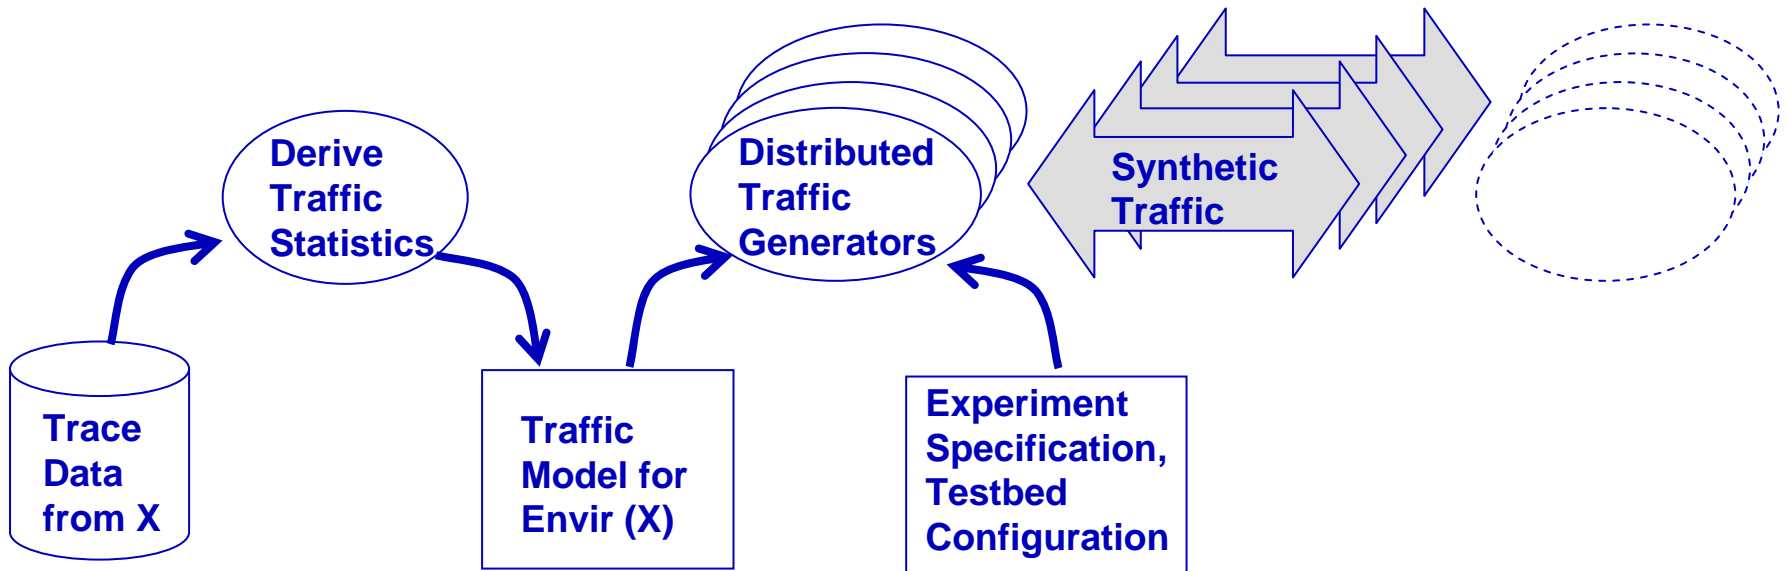 Derive
Traffic
Statistics
Distributed
Traffic
Generators
Synthetic
Traffic
Trace
Data
from X
Traffic
Model for
Envir (X)
Experiment
Specification,
Testbed
Configuration